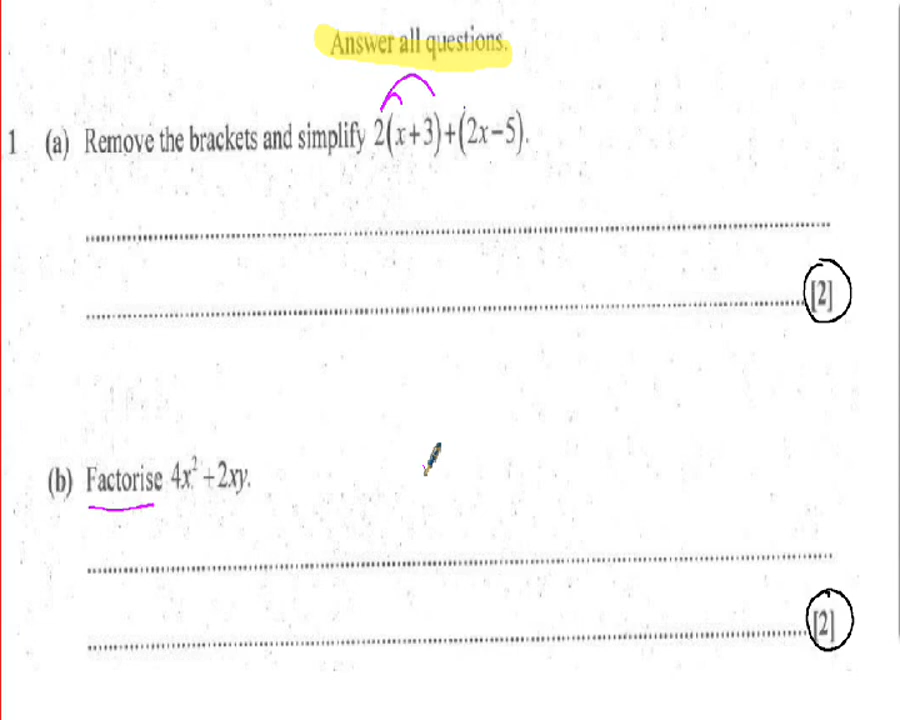 Answer all questions.
1 (a) Remove the brackets and simplify 2(x+3)+(2x−5).
[2]
(b) Factorise 4x²+2xy.
[2]